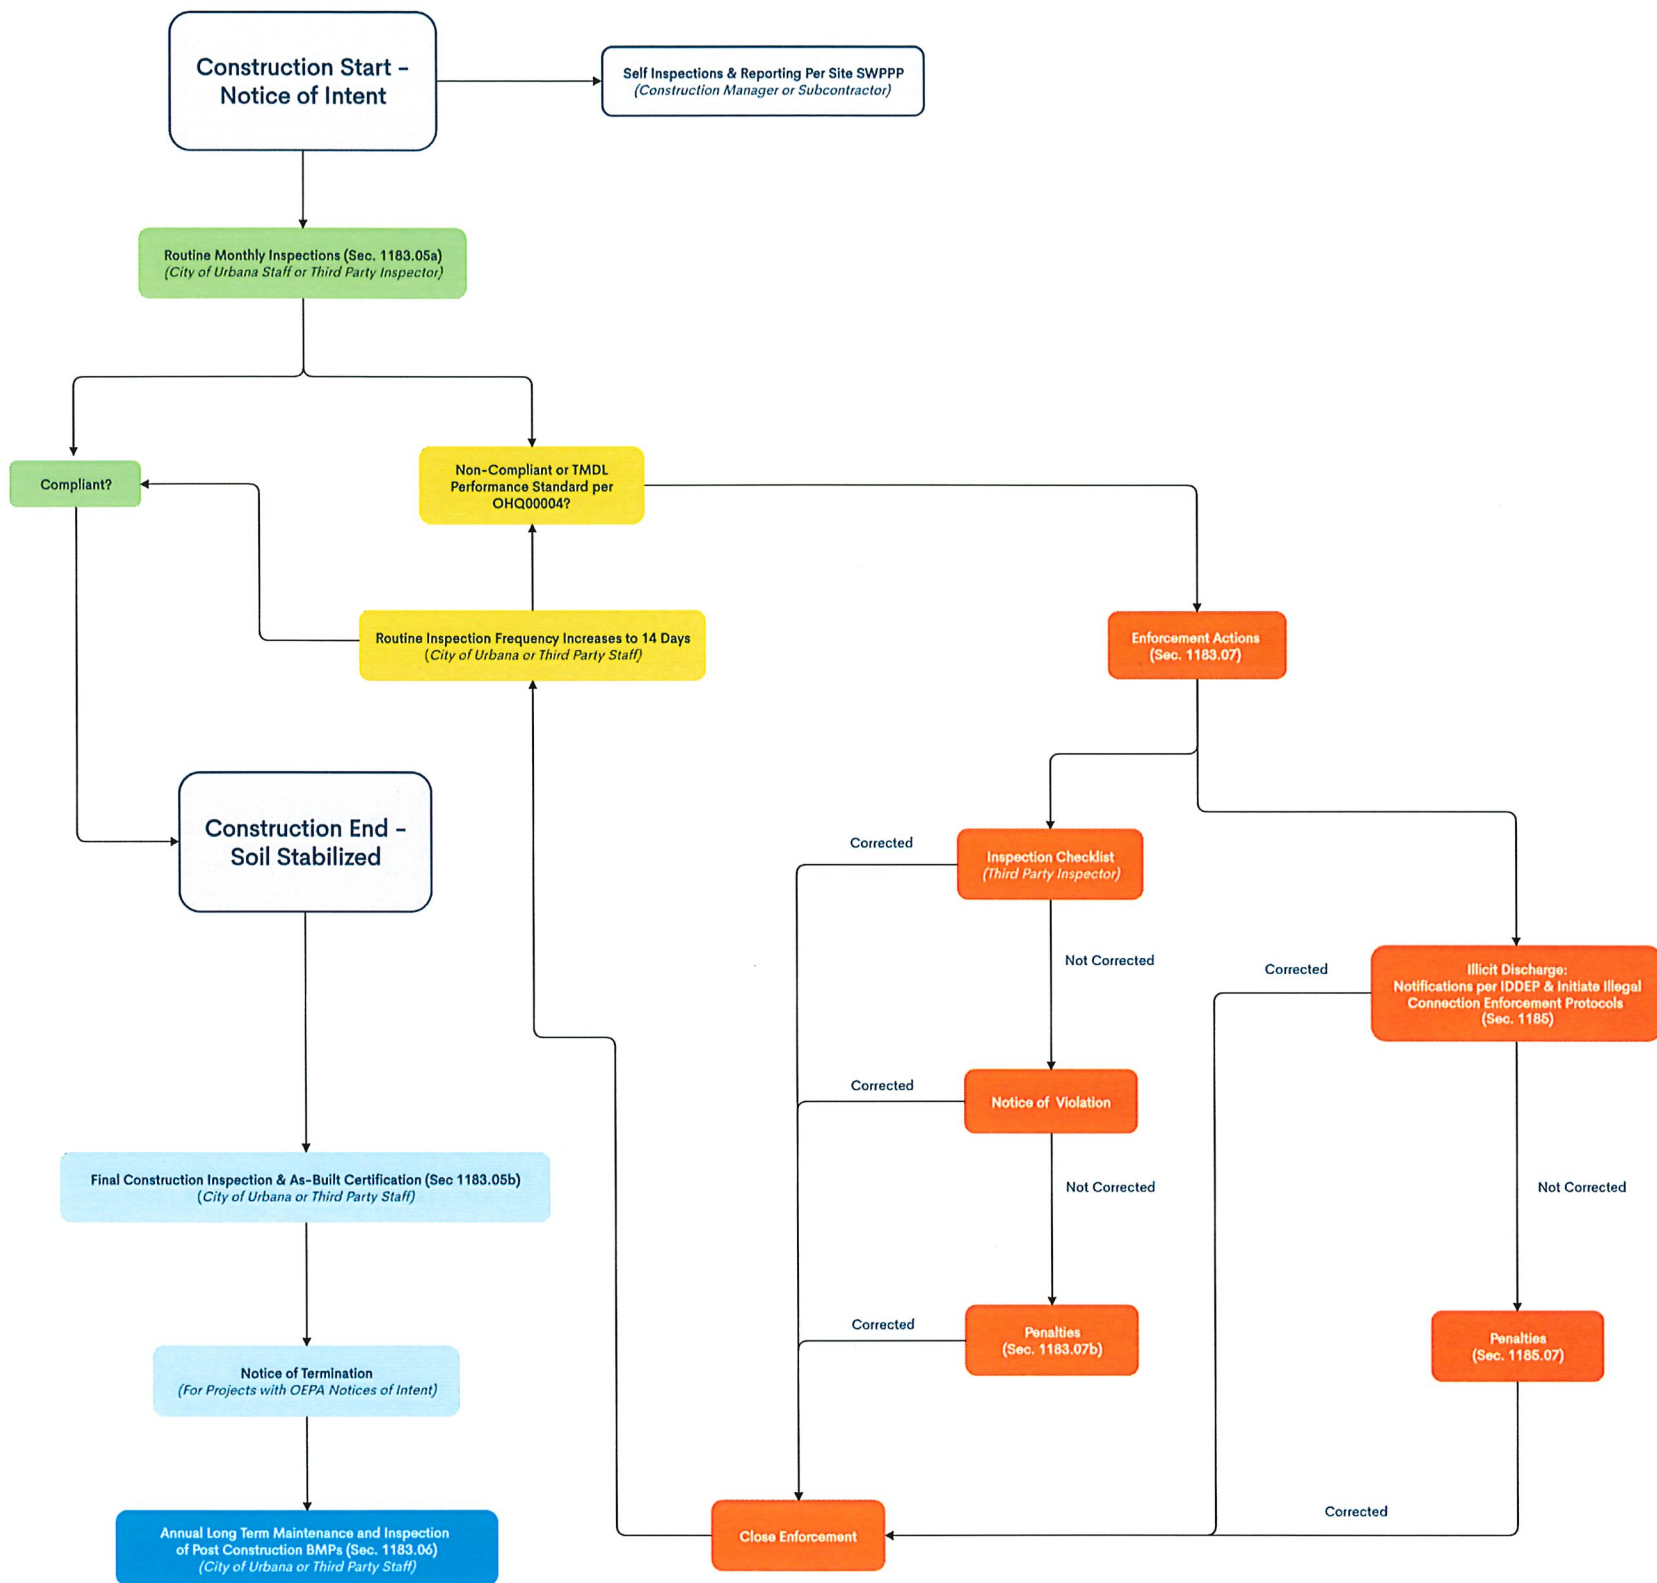 Construction Start -
Notice of Intent
Self Inspections & Reporting Per Site SWPPP
(Construction Manager or Subcontractor)
Routine Monthly Inspections (Sec. 1183.05a)
(City of Urbana Staff or Third Party Inspector)
Compliant?
Non-Compliant or TMDL
Performance Standard per
OHQ00004?
Routine Inspection Frequency Increases to 14 Days
(City of Urbana or Third Party Staff)
Enforcement Actions
(Sec. 1183.07)
Construction End -
Soil Stabilized
Corrected
Inspection Checklist
(Third Party Inspector)
Not Corrected
Corrected
Illicit Discharge:
Notifications per IDDEP & Initiate Illegal
Connection Enforcement Protocols
(Sec. 1185)
Corrected
Notice of Violation
Not Corrected
Not Corrected
Final Construction Inspection & As-Built Certification (Sec 1183.05b)
(City of Urbana or Third Party Staff)
Corrected
Penalties
(Sec. 1183.07b)
Penalties
(Sec. 1185.07)
Notice of Termination
(For Projects with OEPA Notices of Intent)
Corrected
Close Enforcement
Annual Long Term Maintenance and Inspection
of Post Construction BMPs (Sec. 1183.06)
(City of Urbana or Third Party Staff)